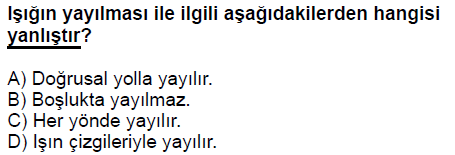 Işığın yayılması ile ilgili aşağıdakilerden hangisi
yanlıştır?
A) Doğrusal yolla yayılır.
B) Boşlukta yayılmaz.
C) Her yönde yayılır.
D) Işın çizgileriyle yayılır.